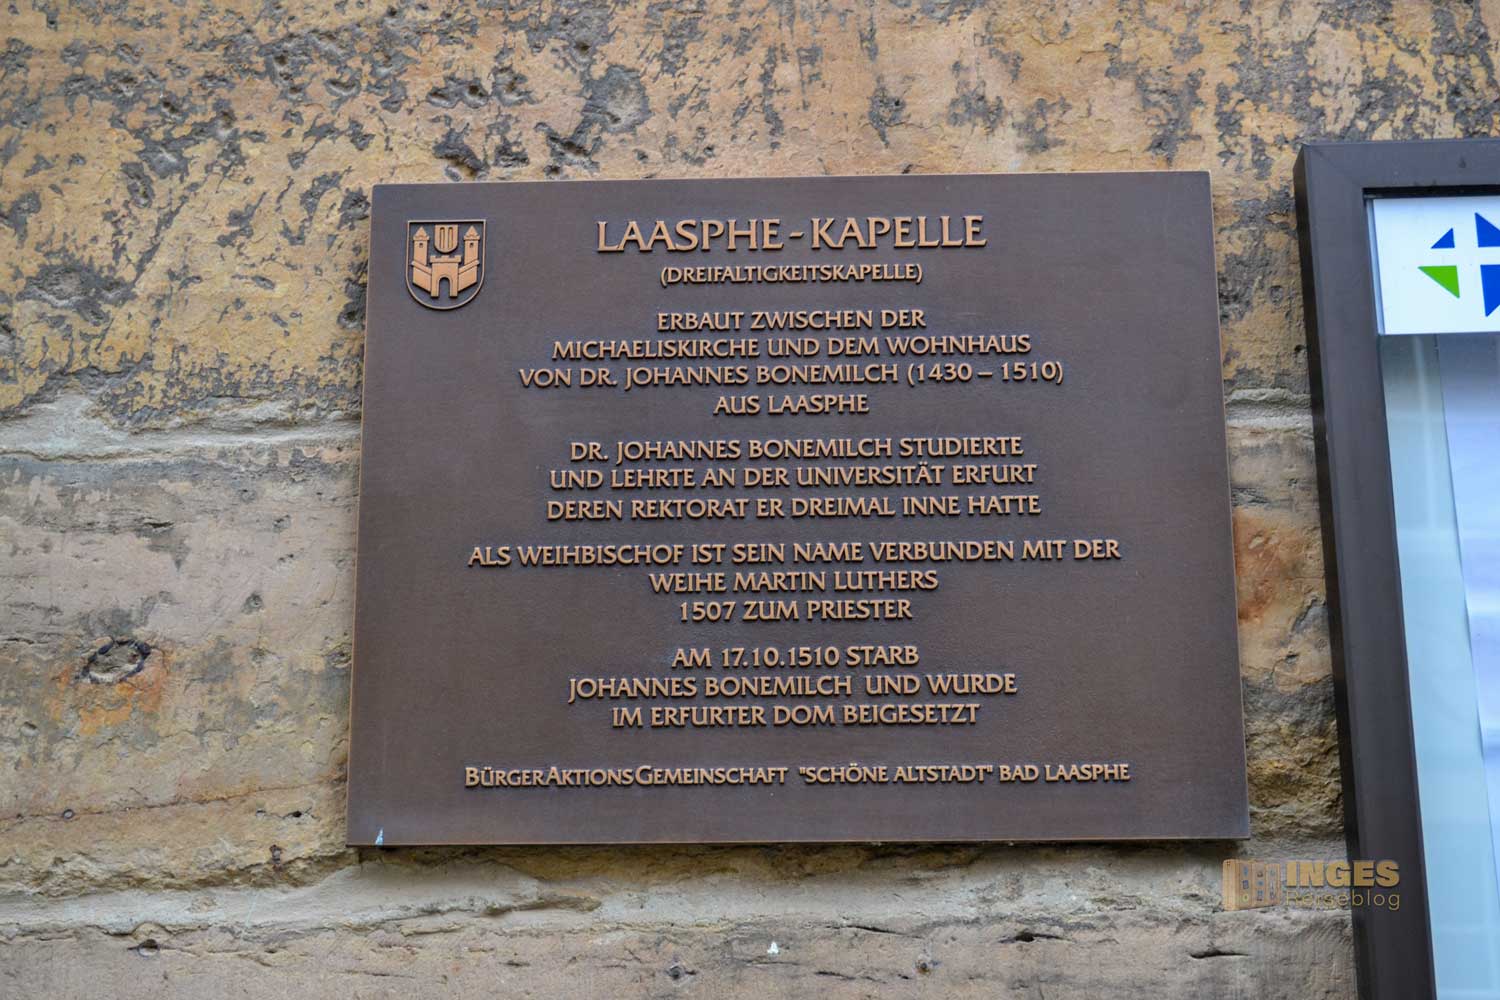 LAASPHE-KAPELLE
(DREIFALTIGKEITSKAPELLE)
ERBAUT ZWISCHEN DER
MICHAELISKIRCHE UND DEM WOHNHAUS
VON DR. JOHANNES BONEMILCH (1430 – 1510)
AUS LAASPHE
DR. JOHANNES BONEMILCH STUDIERTE
UND LEHRTE AN DER UNIVERSITÄT ERFURT
DEREN REKTORAT ER DREIMAL INNE HATTE
ALS WEIHBISCHOF IST SEIN NAME VERBUNDEN MIT DER
WEIHE MARTIN LUTHERS
1507 ZUM PRIESTER
AM 17.10.1510 STARB
JOHANNES BONEMILCH UND WURDE
IM ERFURTER DOM BEIGESETZT
BÜRGERAKTIONSGEMEINSCHAFT "SCHÖNE ALTSTADT" BAD LAASPHE
INGES
Reiseblog